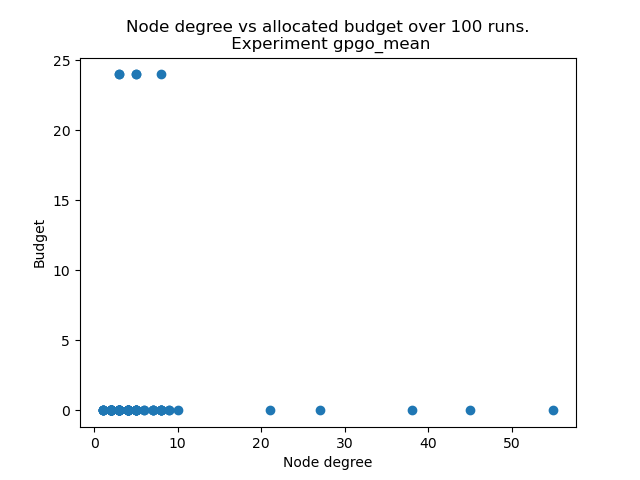 Node degree vs allocated budget over 100 runs.
Experiment gpgo_mean
25
20
15
10
5
0
Budget
0 10 20 30 40 50
Node degree